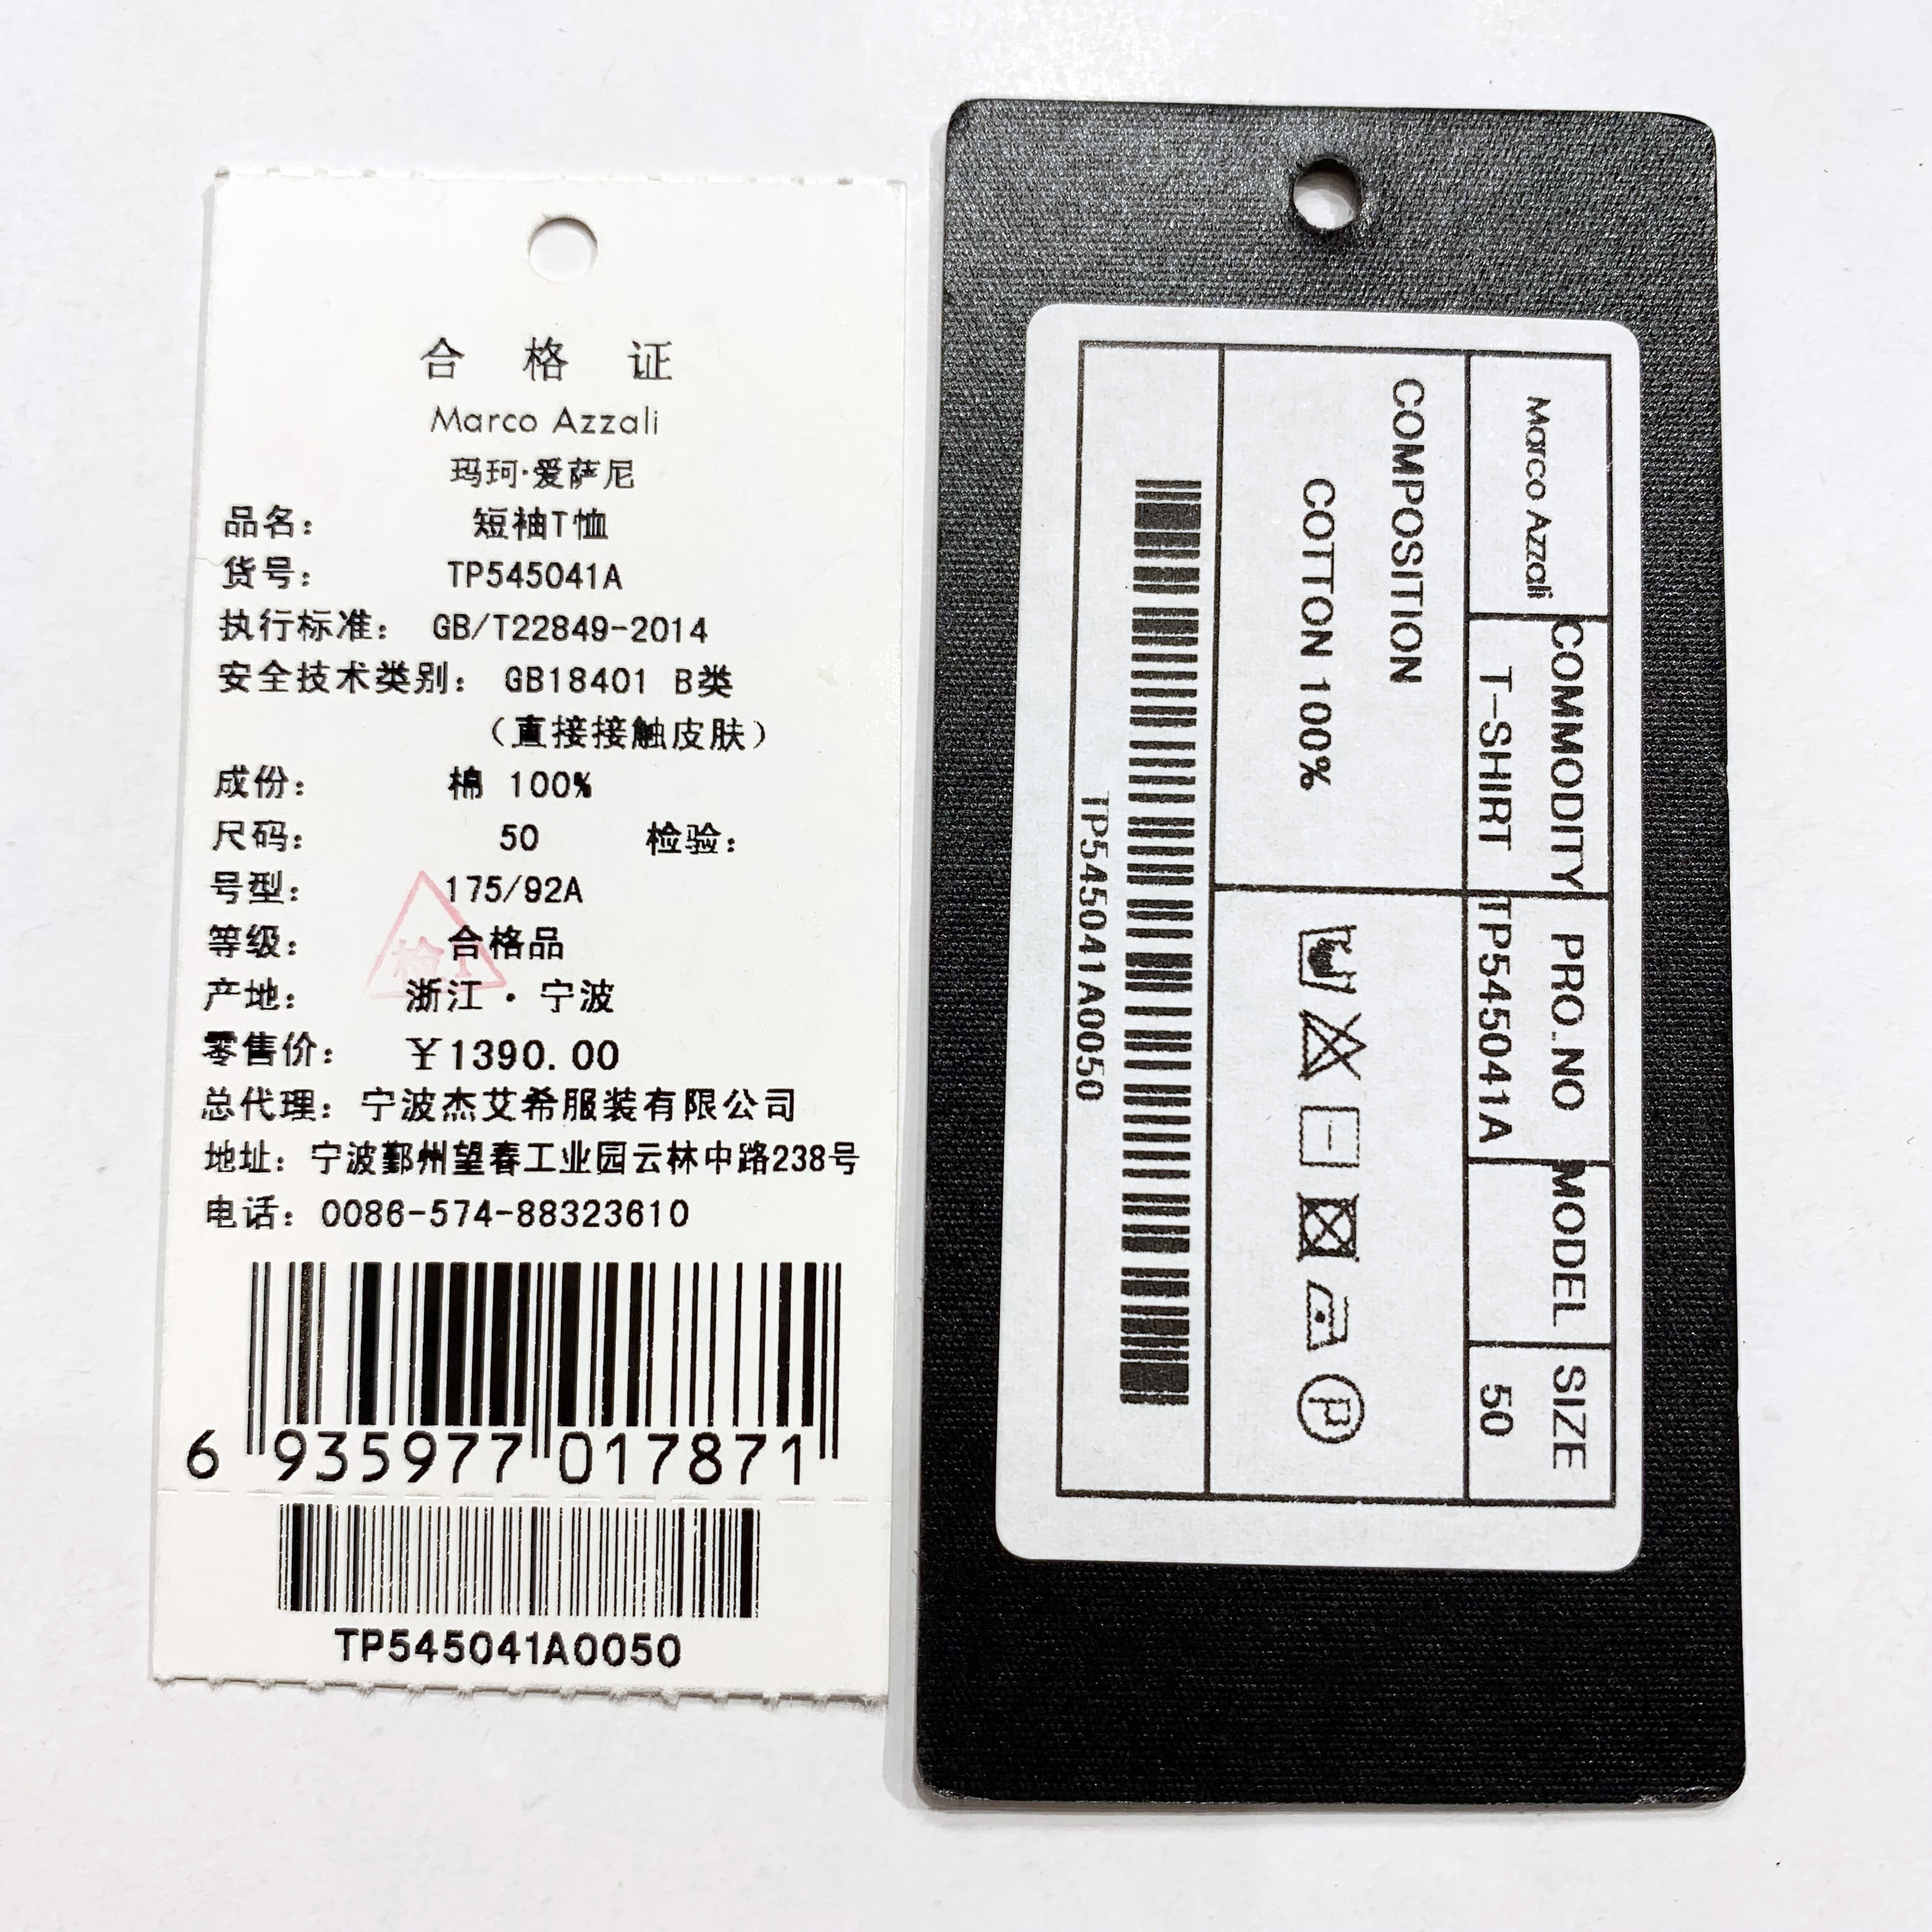 合格证
Marco Azzali
玛珂·爱萨尼
品名： 短袖T恤
货号： TP545041A
执行标准： GB/T22849-2014
安全技术类别： GB18401 B类
（直接接触皮肤）
成份： 棉 100%
尺码： 50 检验：
号型： 175/92A
等级： 合格品
产地： 浙江·宁波
零售价： ¥1390.00
总代理：宁波杰艾希服装有限公司
地址：宁波鄞州望春工业园云林中路238号
电话：0086-574-88323610
6 935977 017871
TP545041A0050
检1
Marco Azzali
COMMODITY PRO.NO MODEL SIZE
T-SHIRT TP545041A 50
COMPOSITION
COTTON 100%
P
TP545041A0050